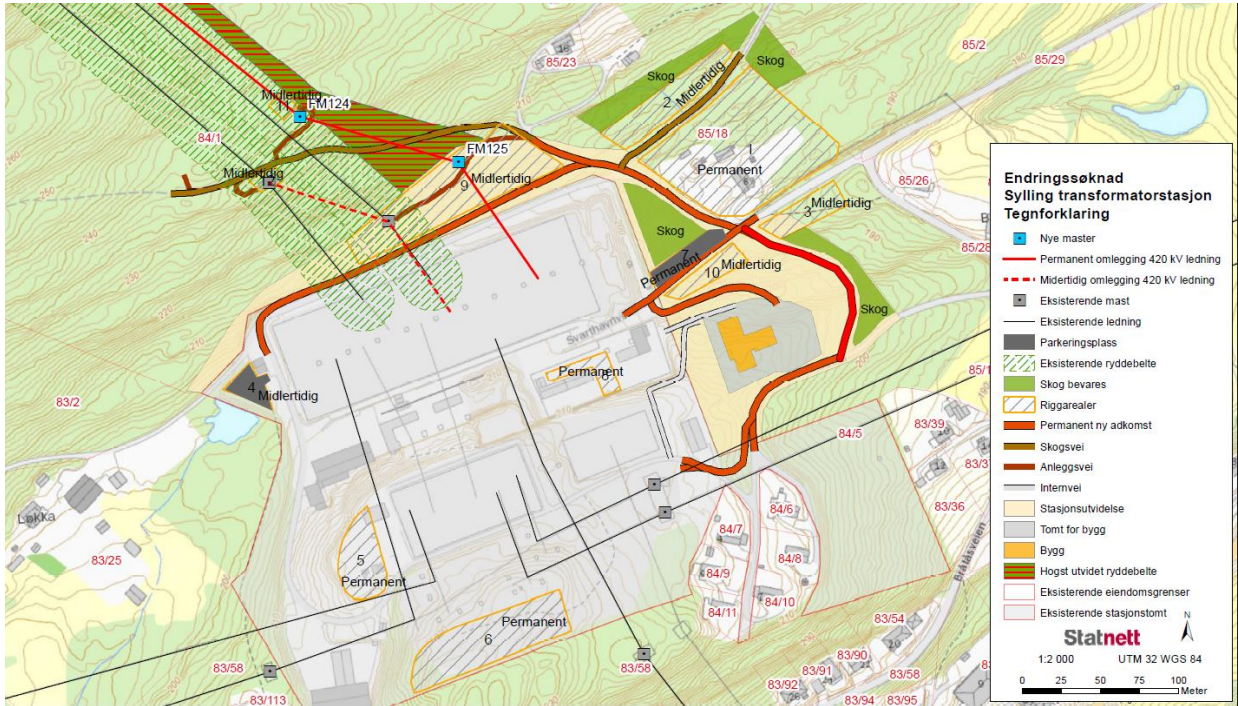 85/23
Skog
Skog
85/2
85/29
Midlertidig
11
FM124
2
Midlertidig
84/1
85/18
FM125
1
Permanent
Midlertidig
9
Midlertidig
3
Midlertidig
85/26
Skog
85/28
7
Permanent
10
Midlertidig
Skog
Permanent
8
4
Midlertidig
83/2
84/5
83/39
83/36
Løkka
83/25
5
Permanent
84/7
84/6
84/9
84/8
84/11
84/10
Bråtåsveien
6
Permanent
83/54
83/58
83/58
83/90
83/92
83/91
83/113
83/94
83/95
Endringssøknad
Sylling transformatorstasjon
Tegnforklaring
Nye master
Permanent omlegging 420 kV ledning
Midertidig omlegging 420 kV ledning
Eksisterende mast
Eksisterende ledning
Parkeringsplass
Eksisterende ryddebelte
Skog bevares
Riggarealer
Permanent ny adkomst
Skogsvei
Anleggsvei
Internvei
Stasjonsutvidelse
Tomt for bygg
Bygg
Hogst utvidet ryddebelte
Eksisterende eiendomsgrenser
Eksisterende stasjonstomt
N
Statnett
1:2 000 UTM 32 WGS 84
0 25 50 75 100
Meter